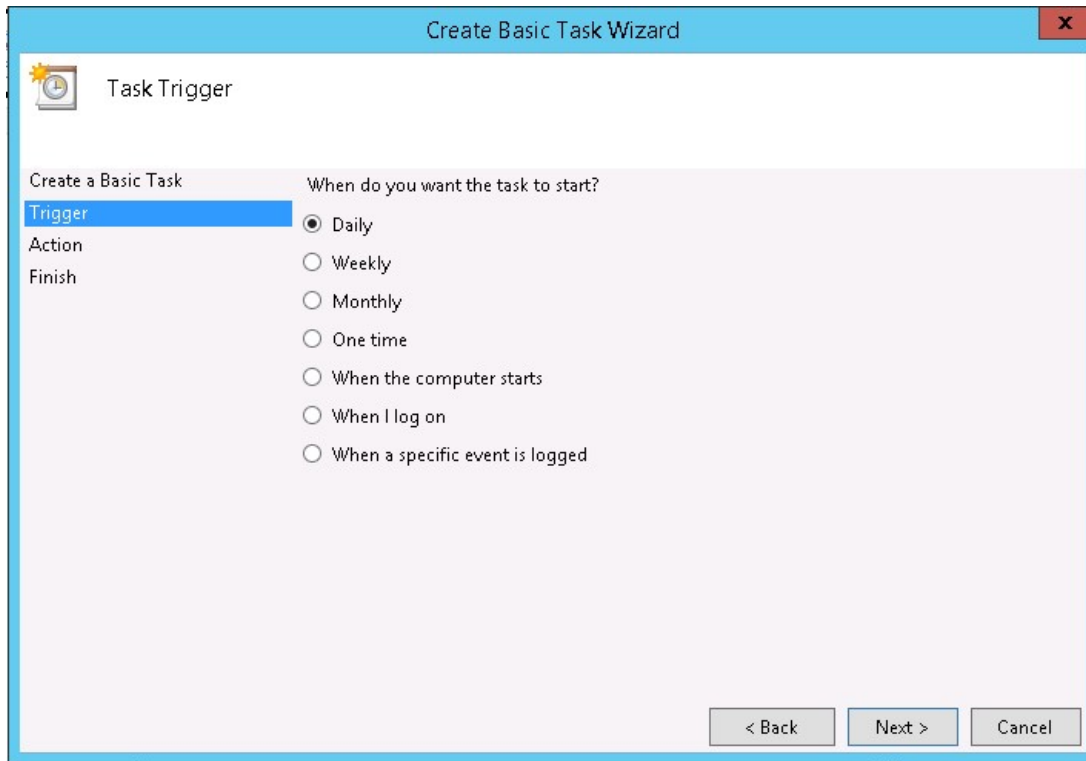 Create Basic Task Wizard
x
Task Trigger
Create a Basic Task
Trigger
Action
Finish
When do you want the task to start?
Daily
Weekly
Monthly
One time
When the computer starts
When I log on
When a specific event is logged
< Back
Next >
Cancel